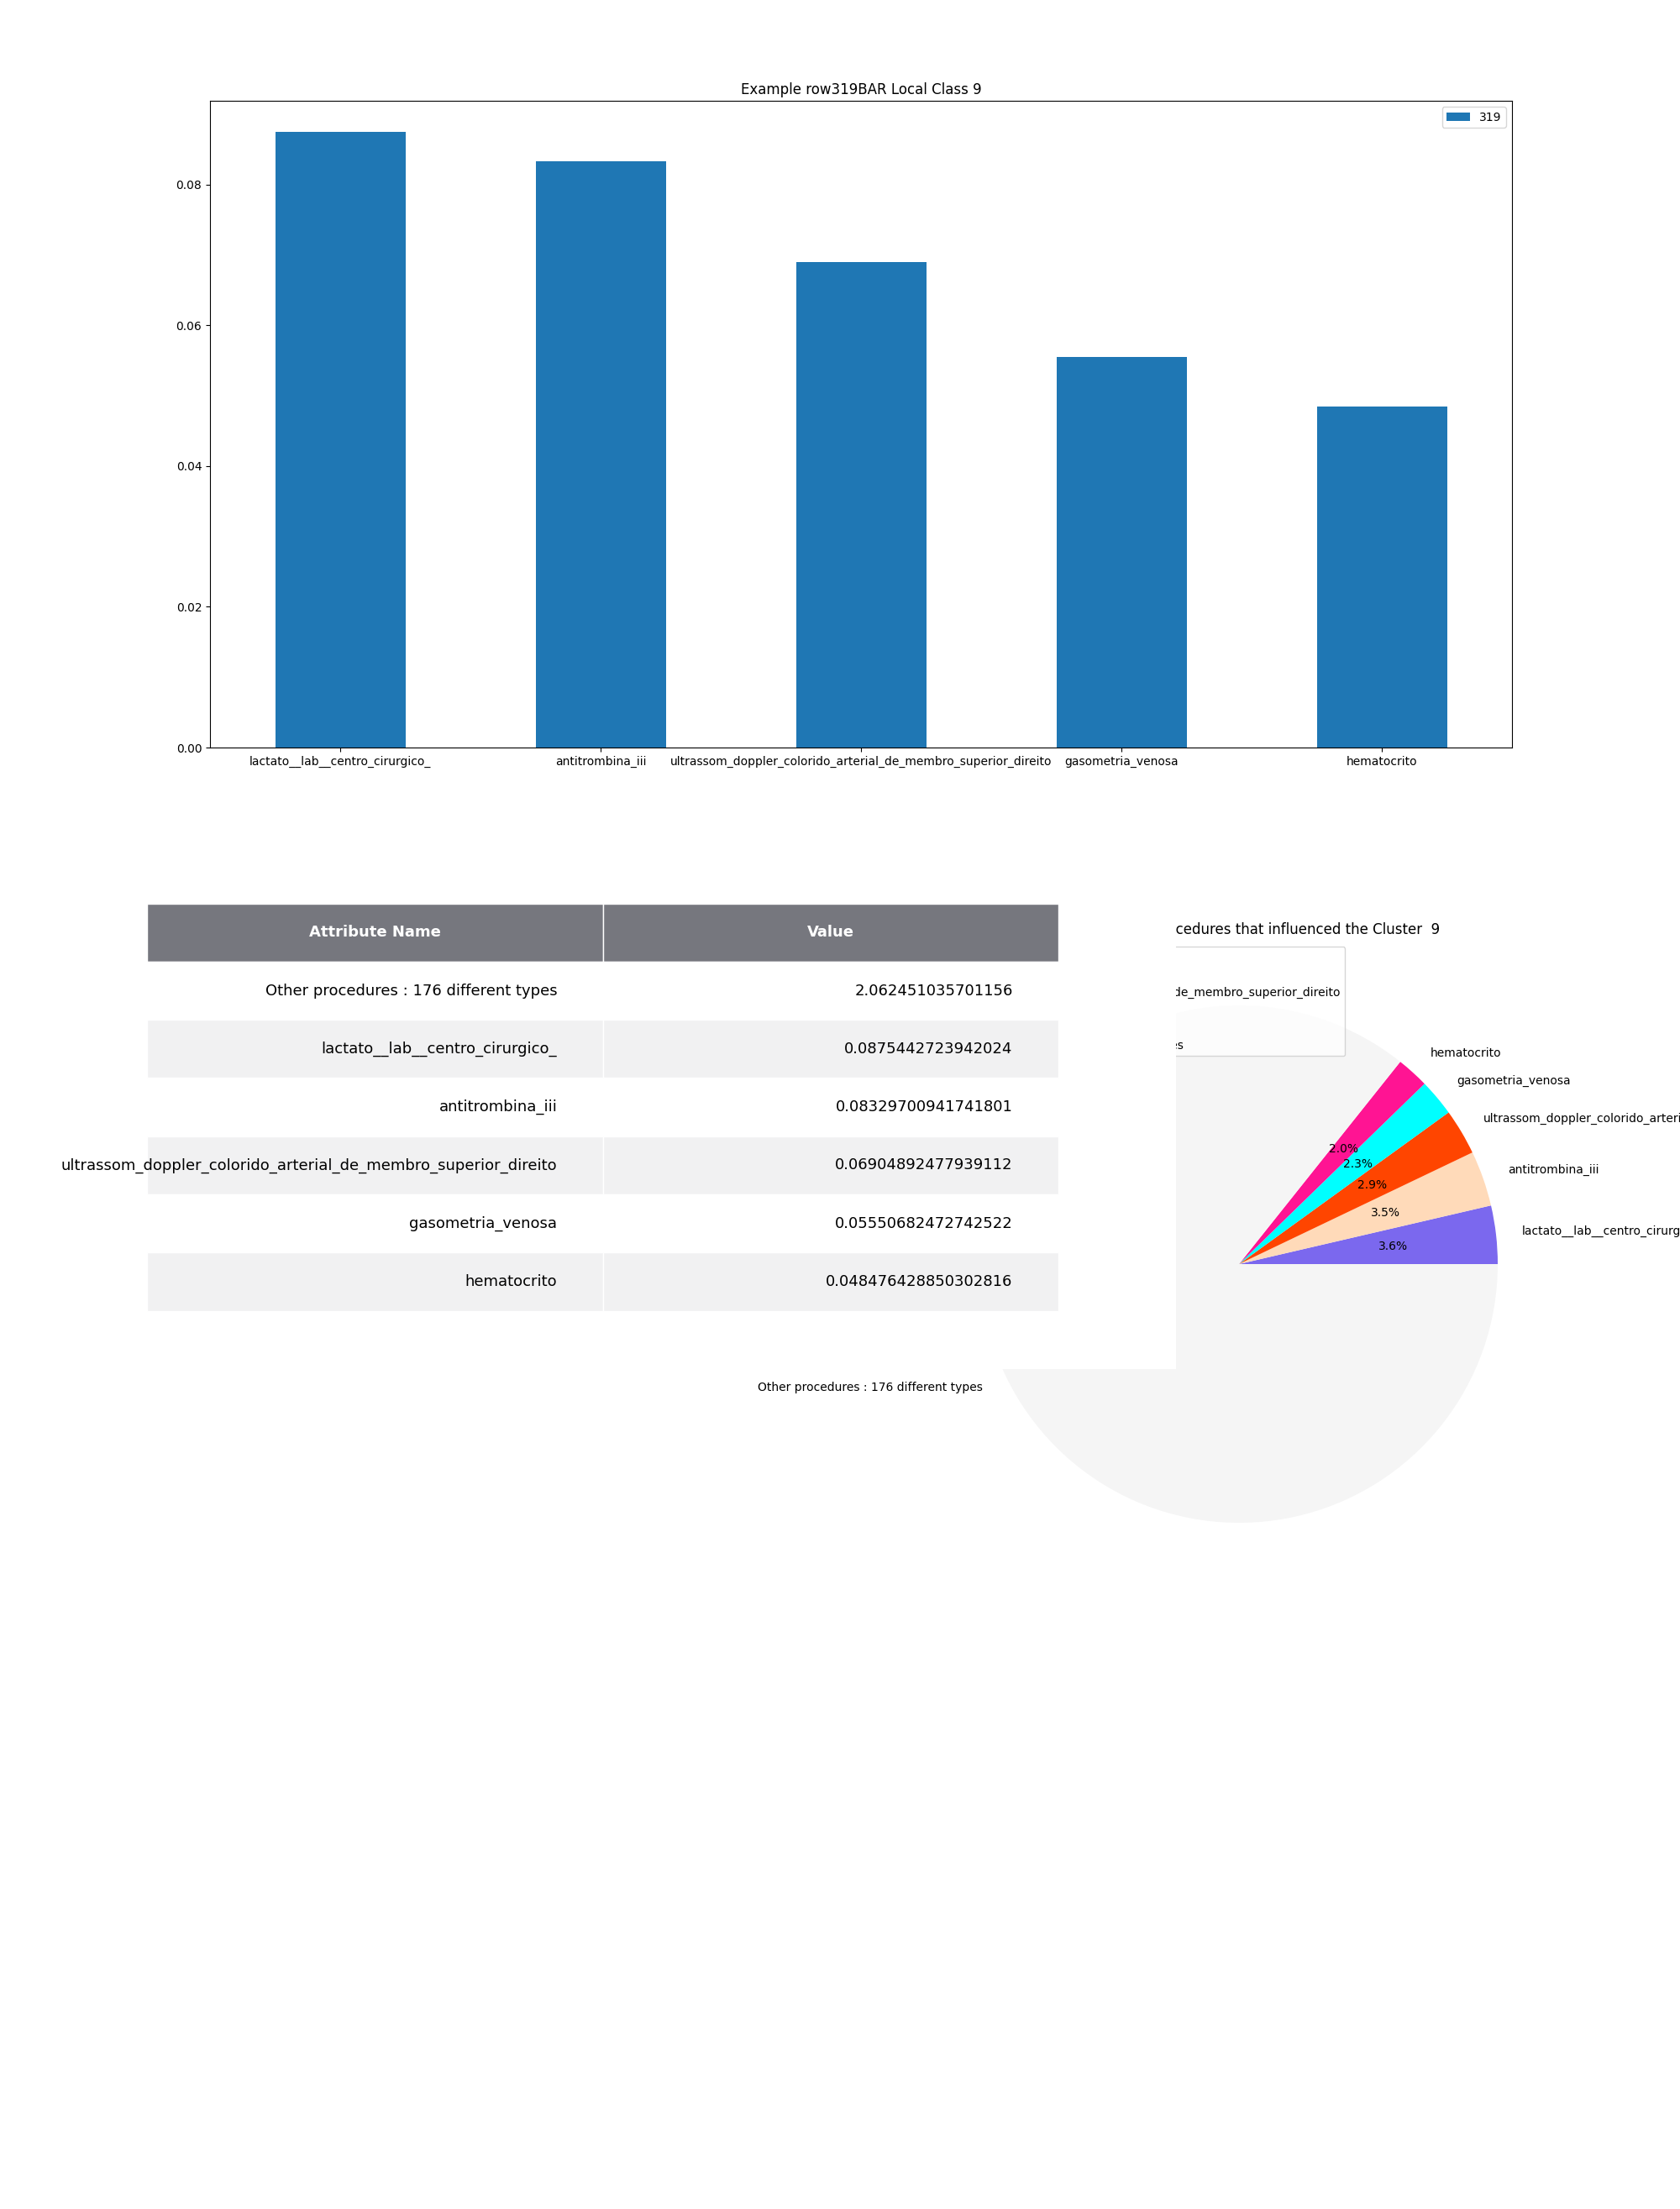 Example row319BAR Local Class 9
319
0.08
0.06
0.04
0.02
0.00
lactato__lab__centro_cirurgico_
antitrombina_iii
ultrassom_doppler_colorido_arterial_de_membro_superior_direito
gasometria_venosa
hematocrito
Attribute Name Value
Other procedures : 176 different types 2.062451035701156
lactato__lab__centro_cirurgico_ 0.0875442723942024
antitrombina_iii 0.08329700941741801
ultrassom_doppler_colorido_arterial_de_membro_superior_direito 0.06904892477939112
gasometria_venosa 0.05550682472742522
hematocrito 0.048476428850302816
cedures that influenced the Cluster  9
de_membro_superior_direito
es
hematocrito
gasometria_venosa
ultrassom_doppler_colorido_arteri
antitrombina_iii
lactato__lab__centro_cirurg
2.0%
2.3%
2.9%
3.5%
3.6%
Other procedures : 176 different types